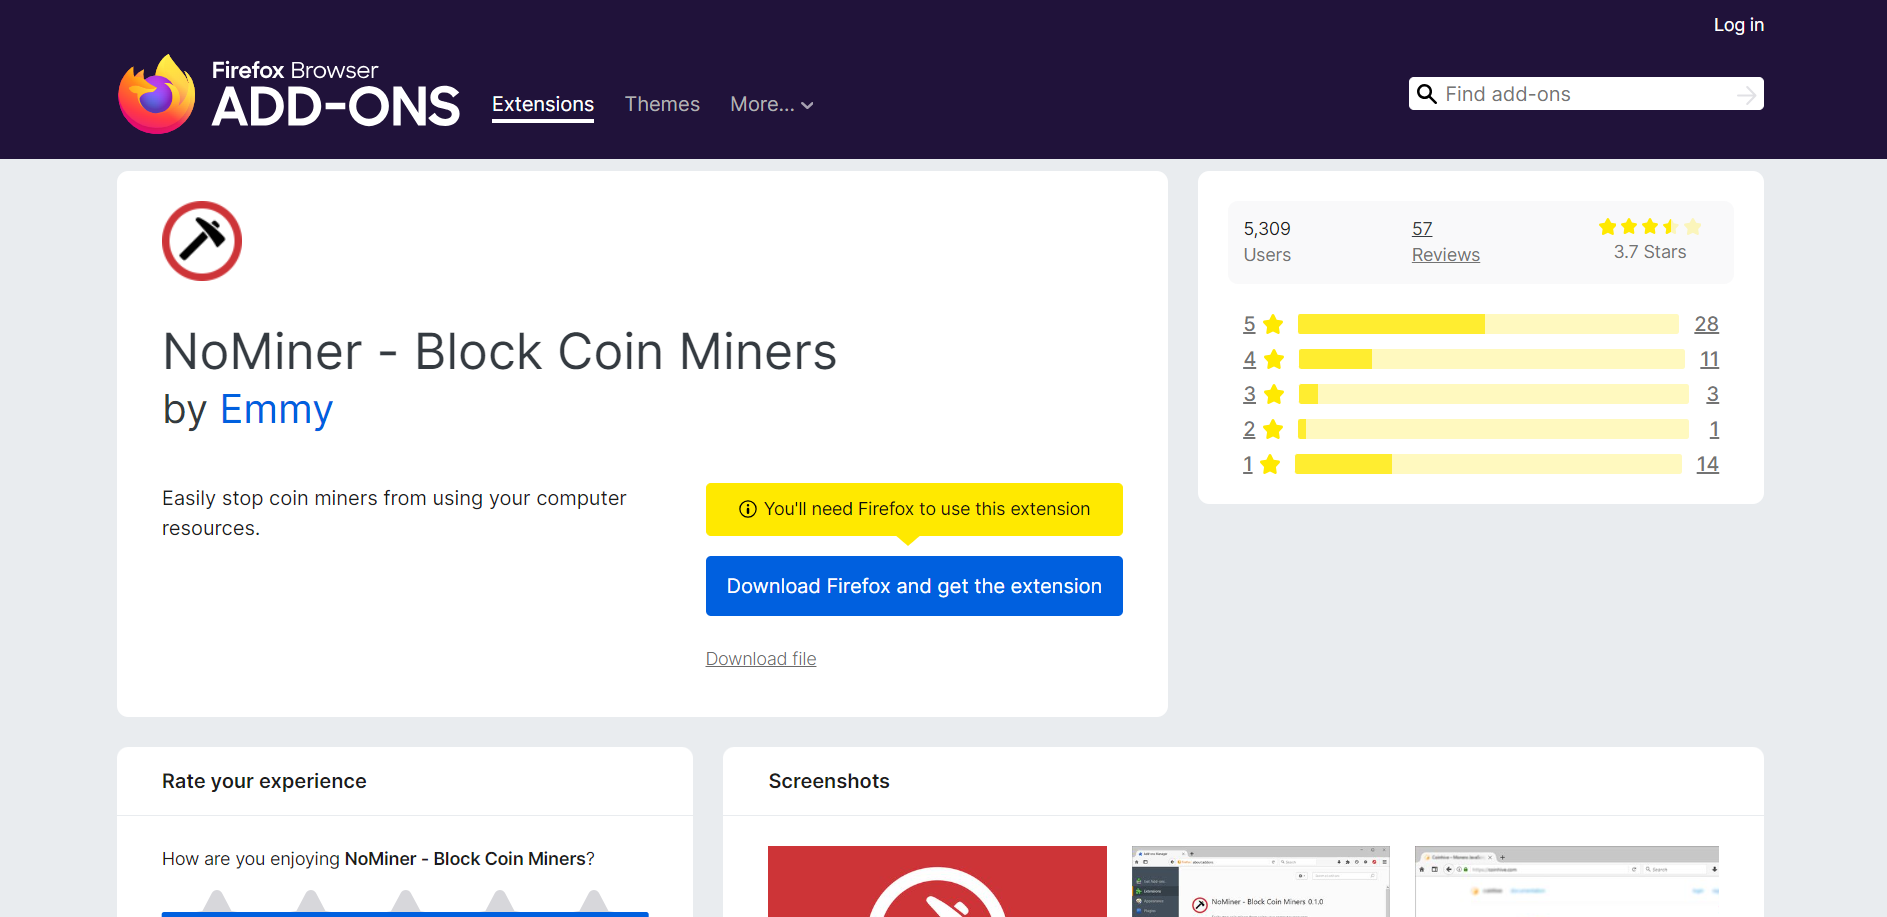 Log in
Firefox Browser
ADD-ONS
Extensions Themes More...
Find add-ons
NoMiner - Block Coin Miners
by Emmy
Easily stop coin miners from using your computer
resources.
You'll need Firefox to use this extension
Download Firefox and get the extension
Download file
5,309 57
Users Reviews 3.7 Stars
5 28
4 11
3 3
2 1
1 14
Rate your experience
How are you enjoying NoMiner - Block Coin Miners?
Screenshots
NoMiner - Block Coin Miners 0.1.0